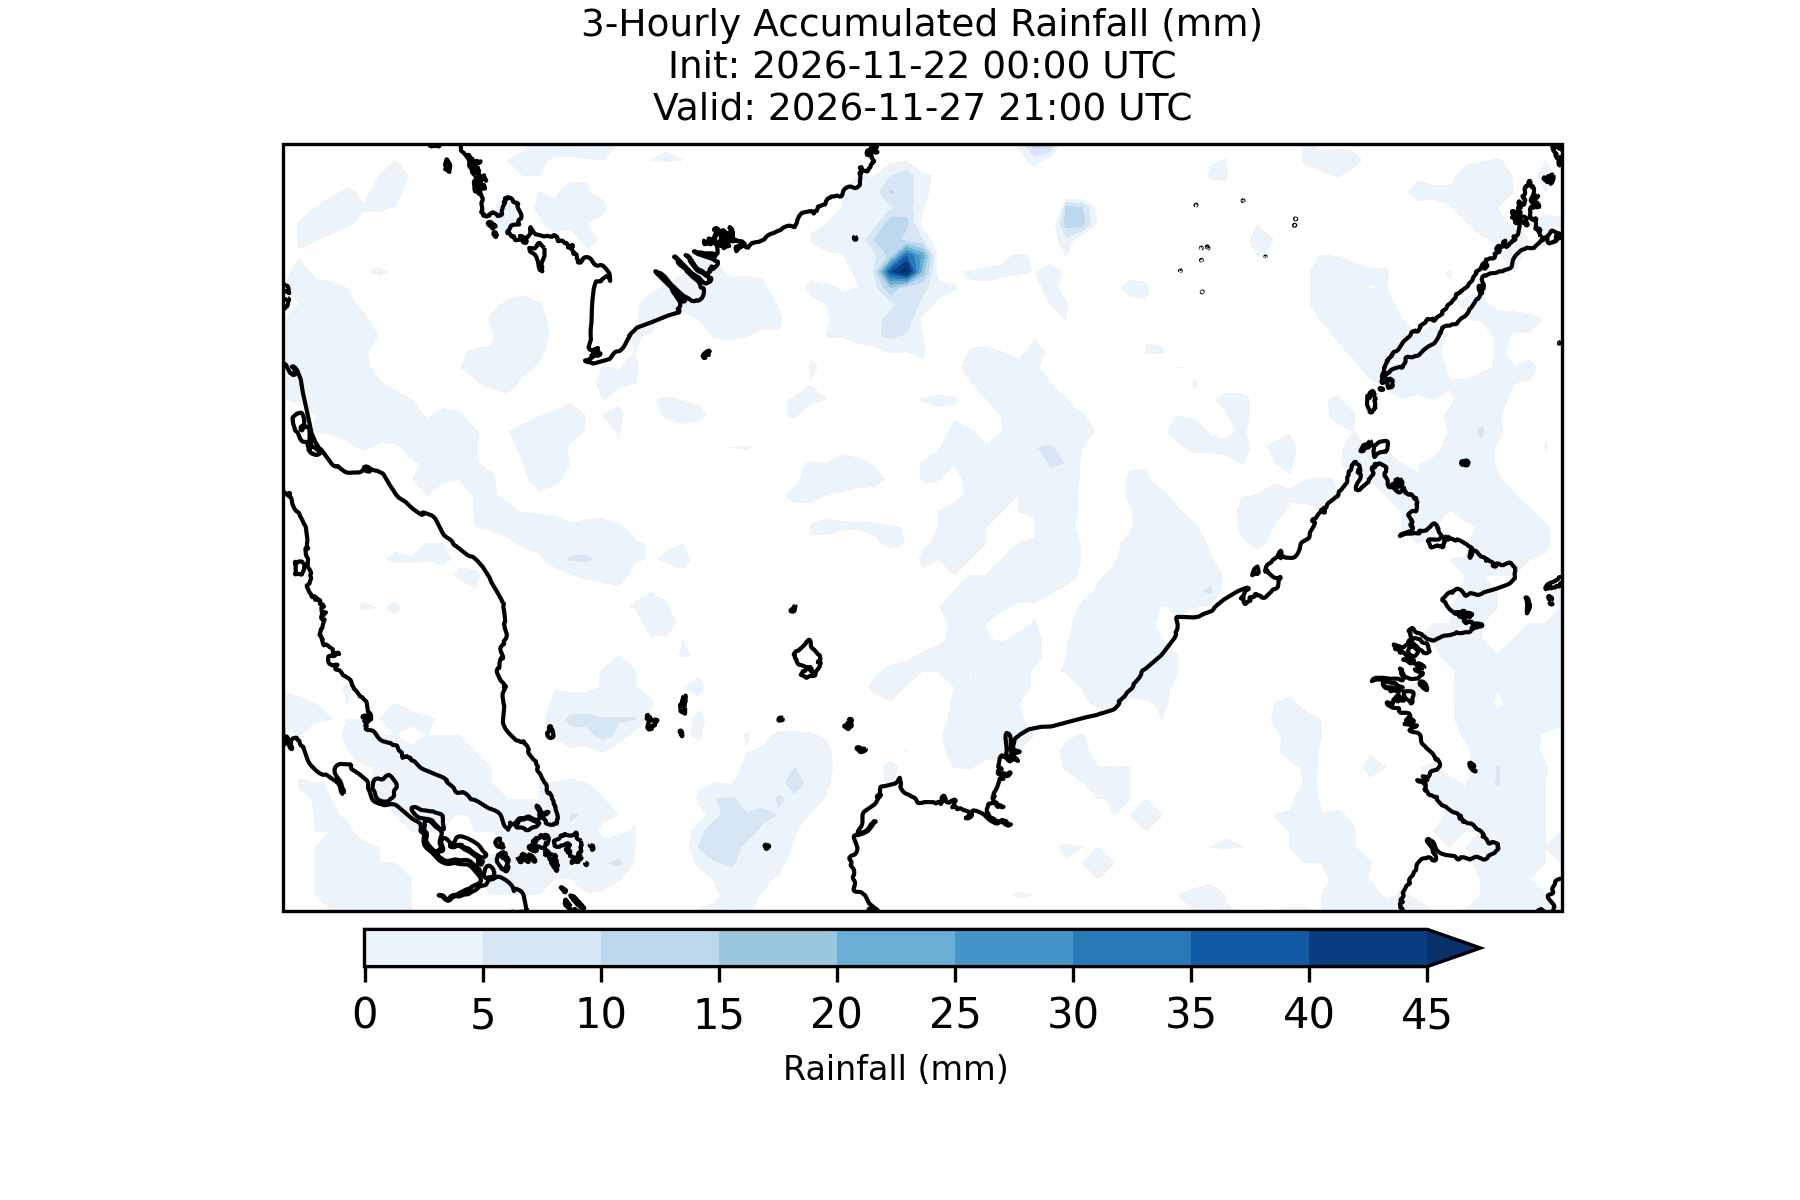 3-Hourly Accumulated Rainfall (mm)
Init: 2026-11-22 00:00 UTC
Valid: 2026-11-27 21:00 UTC
0 5 10 15 20 25 30 35 40 45
Rainfall (mm)